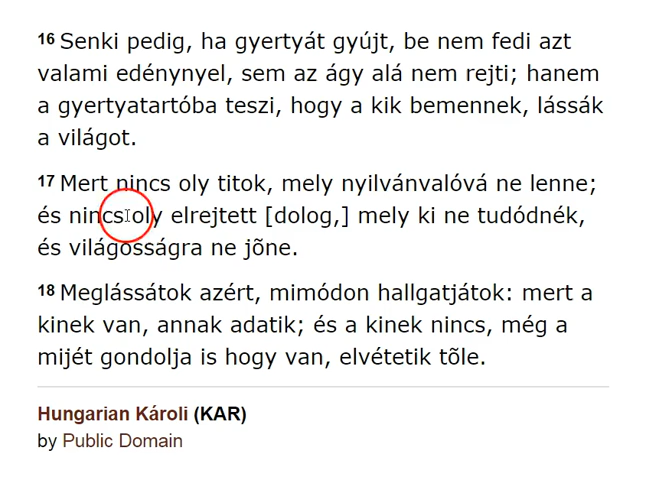 16 Senki pedig, ha gyertyát gyújt, be nem fedi azt
valami edénynyel, sem az ágy alá nem rejti; hanem
a gyertyatartóba teszi, hogy a kik bemennek, lássák
a világot.
17 Mert nincs oly titok, mely nyilvánvalóvá ne lenne;
és nincs oly elrejtett [dolog,] mely ki ne tudódnék,
és világosságra ne jõne.
18 Meglássátok azért, mimódon hallgatjátok: mert a
kinek van, annak adatik; és a kinek nincs, még a
mijét gondolja is hogy van, elvétetik tõle.
Hungarian Károli (KAR)
by Public Domain